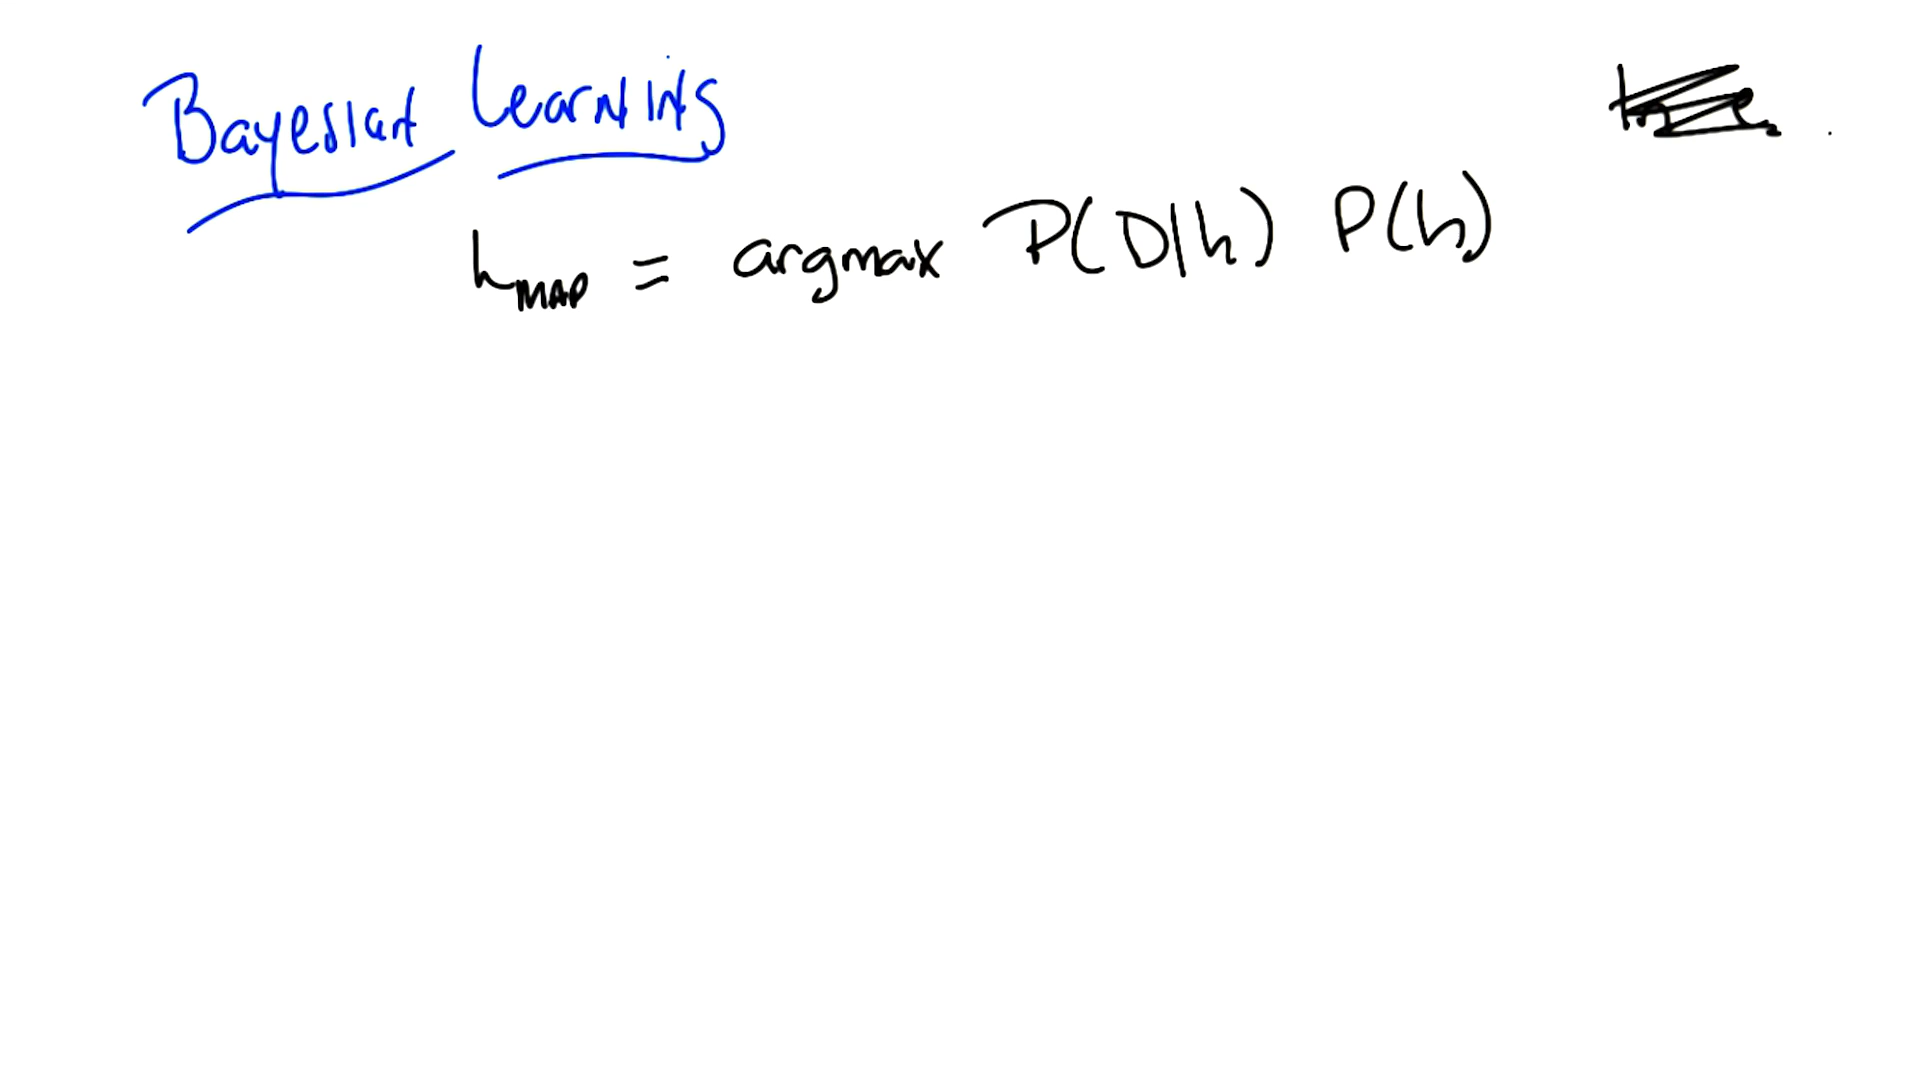 Bayesian Learning
h_MAP = argmax P(D|h) P(h)